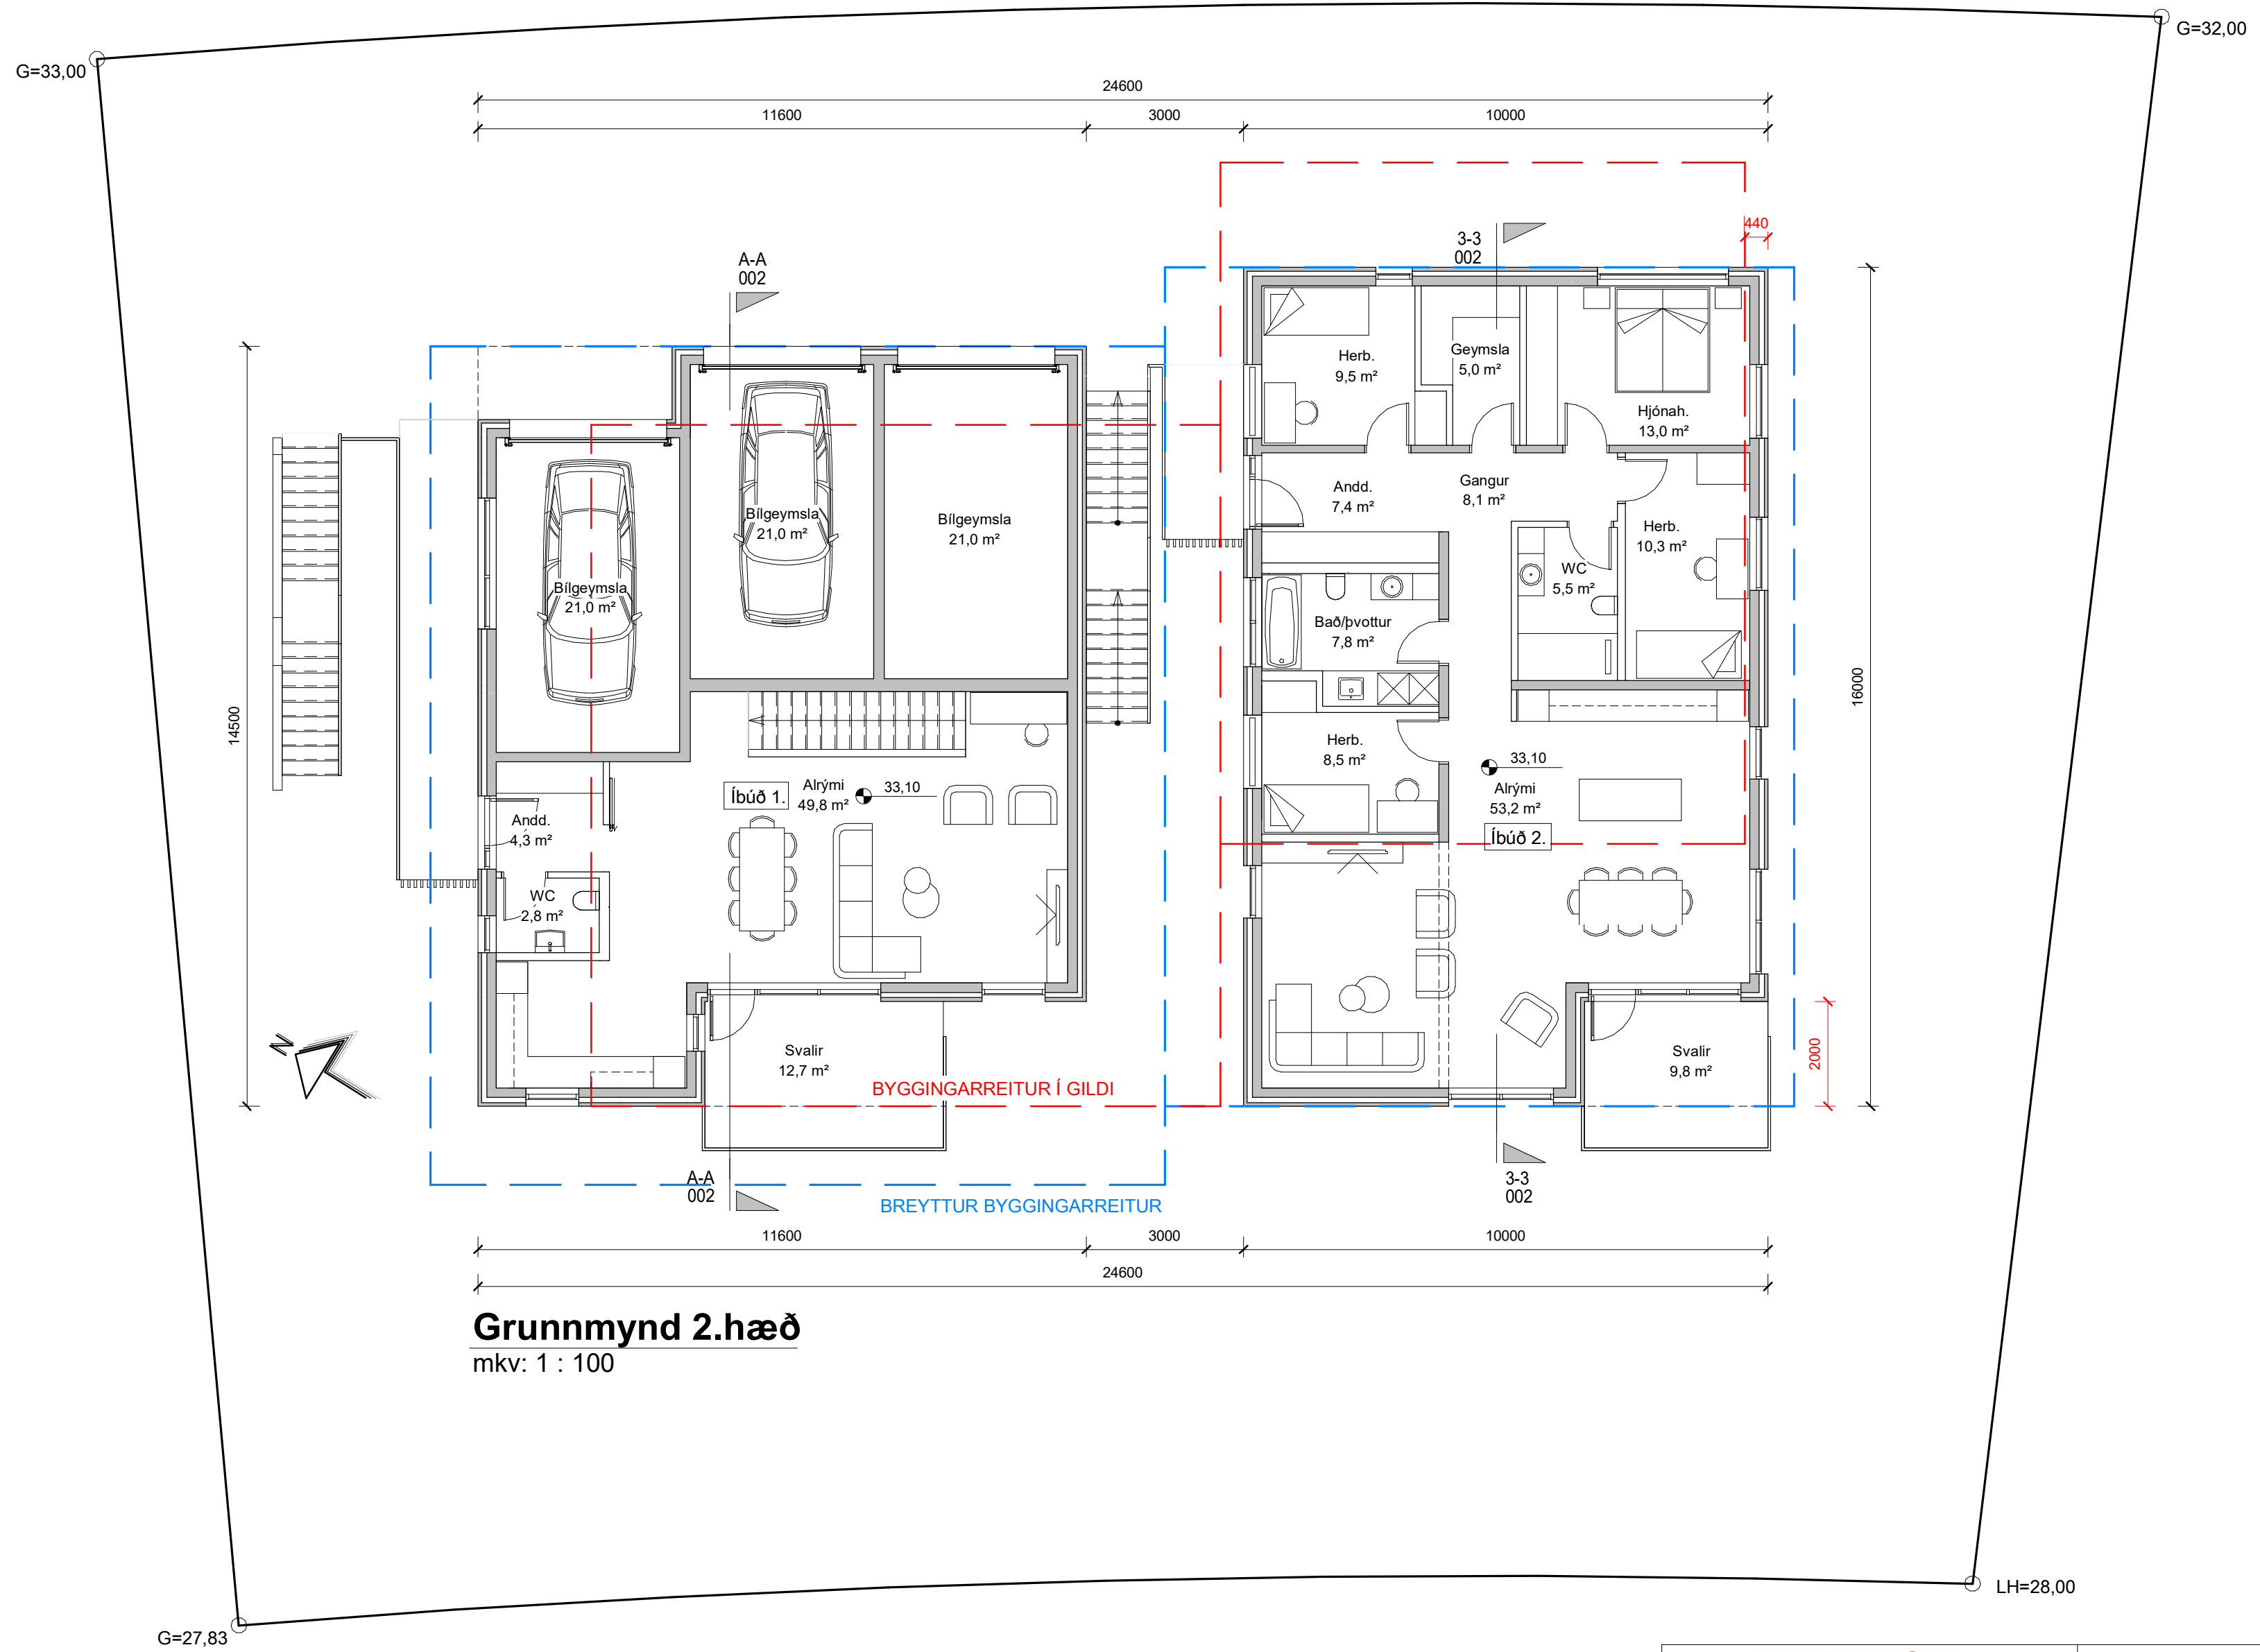 G=33,00
G=32,00
24600
11600
3000
10000
440
A-A
002
3-3
002
Herb.
9,5 m²
Geymsla
5,0 m²
Hjónah.
13,0 m²
Andd.
7,4 m²
Gangur
8,1 m²
Herb.
10,3 m²
WC
5,5 m²
Bílgeymsla
21,0 m²
Bílgeymsla
21,0 m²
Bílgeymsla
21,0 m²
Bað/þvottur
7,8 m²
14500
16000
Herb.
8,5 m²
33,10
Alrými
53,2 m²
Íbúð 2.
Íbúð 1.
Alrými
49,8 m²
33,10
Andd.
4,3 m²
WC
2,8 m²
N
Svalir
12,7 m²
Svalir
9,8 m²
2000
BYGGINGARREITUR Í GILDI
A-A
002
3-3
002
BREYTTUR BYGGINGARREITUR
11600
3000
10000
24600
Grunnmynd 2.hæð
mkv: 1 : 100
LH=28,00
G=27,83